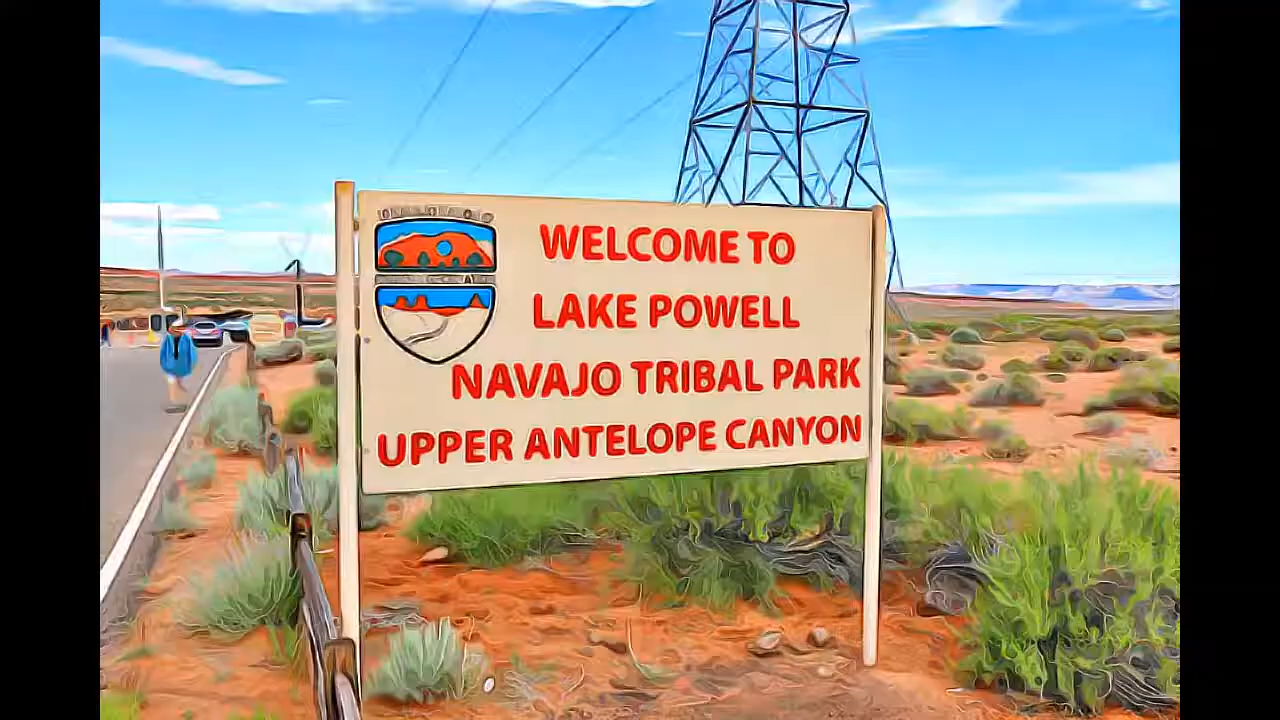 WELCOME TO
LAKE POWELL
NAVAJO TRIBAL PARK
UPPER ANTELOPE CANYON